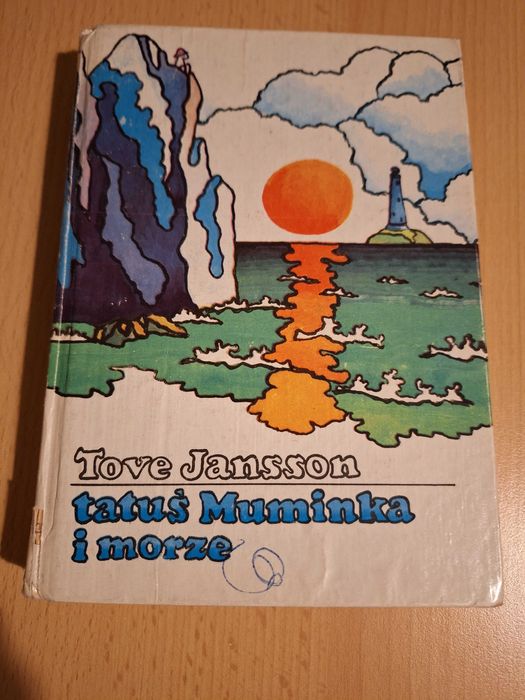 Tove Jansson
tatuś Muminka
i morze